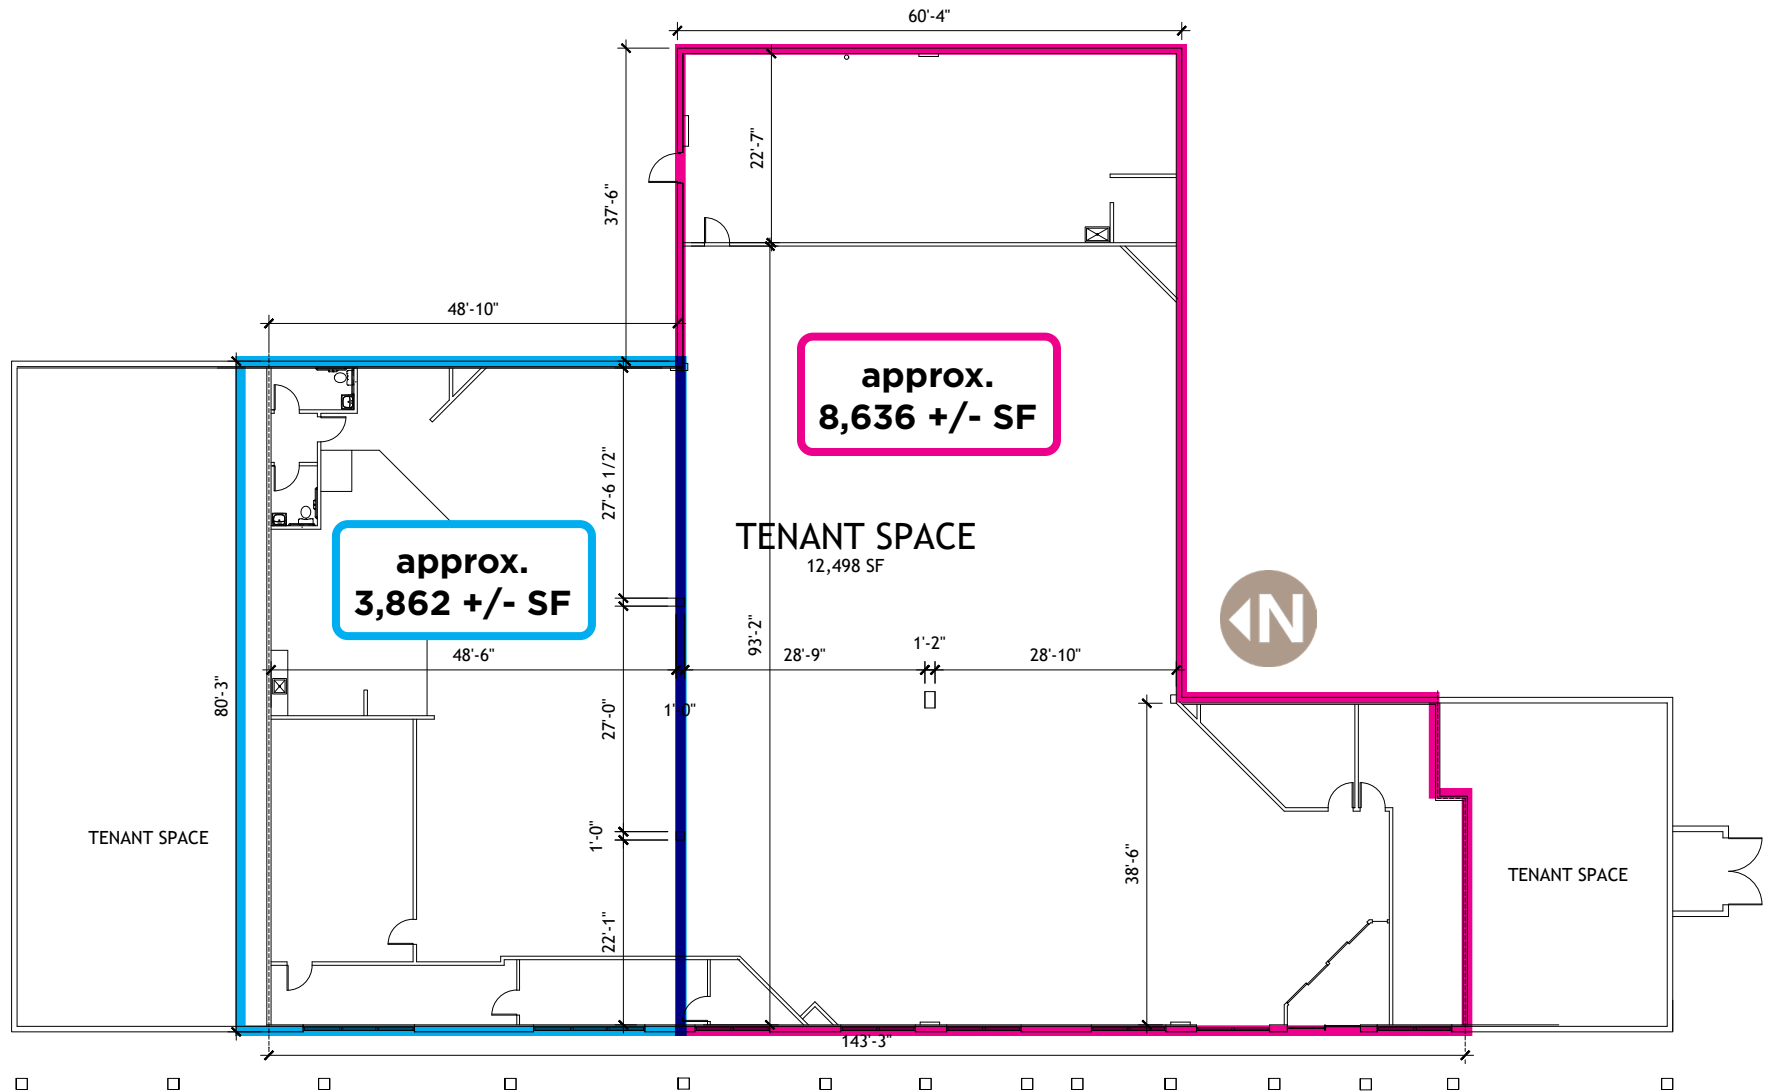 60'-4"
22'-7"
37'-6"
48'-10"
approx.
8,636 +/- SF
27'-6 1/2"
TENANT SPACE
12,498 SF
approx.
3,862 +/- SF
N
93'-2"
48'-6"
28'-9"
1'-2"
28'-10"
80'-3"
27'-0"
1'-0"
1'-0"
TENANT SPACE
38'-6"
TENANT SPACE
22'-1"
143'-3"